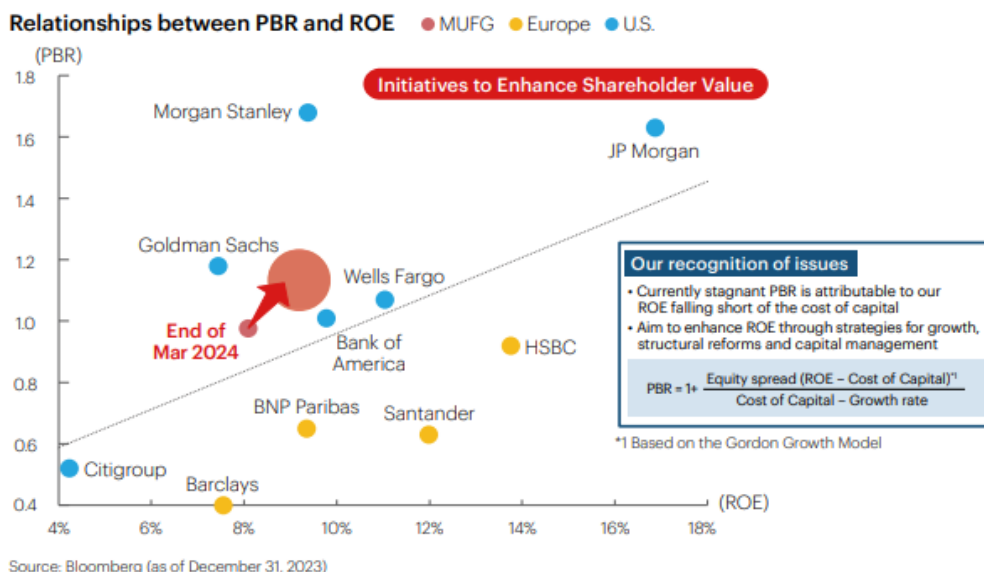 Relationships between PBR and ROE
MUFG Europe U.S.
(PBR)
1.8
1.6
1.4
1.2
1.0
0.8
0.6
0.4
Initiatives to Enhance Shareholder Value
Morgan Stanley
JP Morgan
Goldman Sachs
Wells Fargo
End of
Mar 2024
Bank of
America
HSBC
BNP Paribas
Santander
Citigroup
Barclays
Our recognition of issues
• Currently stagnant PBR is attributable to our
ROE falling short of the cost of capital
• Aim to enhance ROE through strategies for growth,
structural reforms and capital management
PBR = 1+ Equity spread (ROE – Cost of Capital)*1
Cost of Capital – Growth rate
*1 Based on the Gordon Growth Model
(ROE)
4% 6% 8% 10% 12% 14% 16% 18%
Source: Bloomberg (as of December 31, 2023)